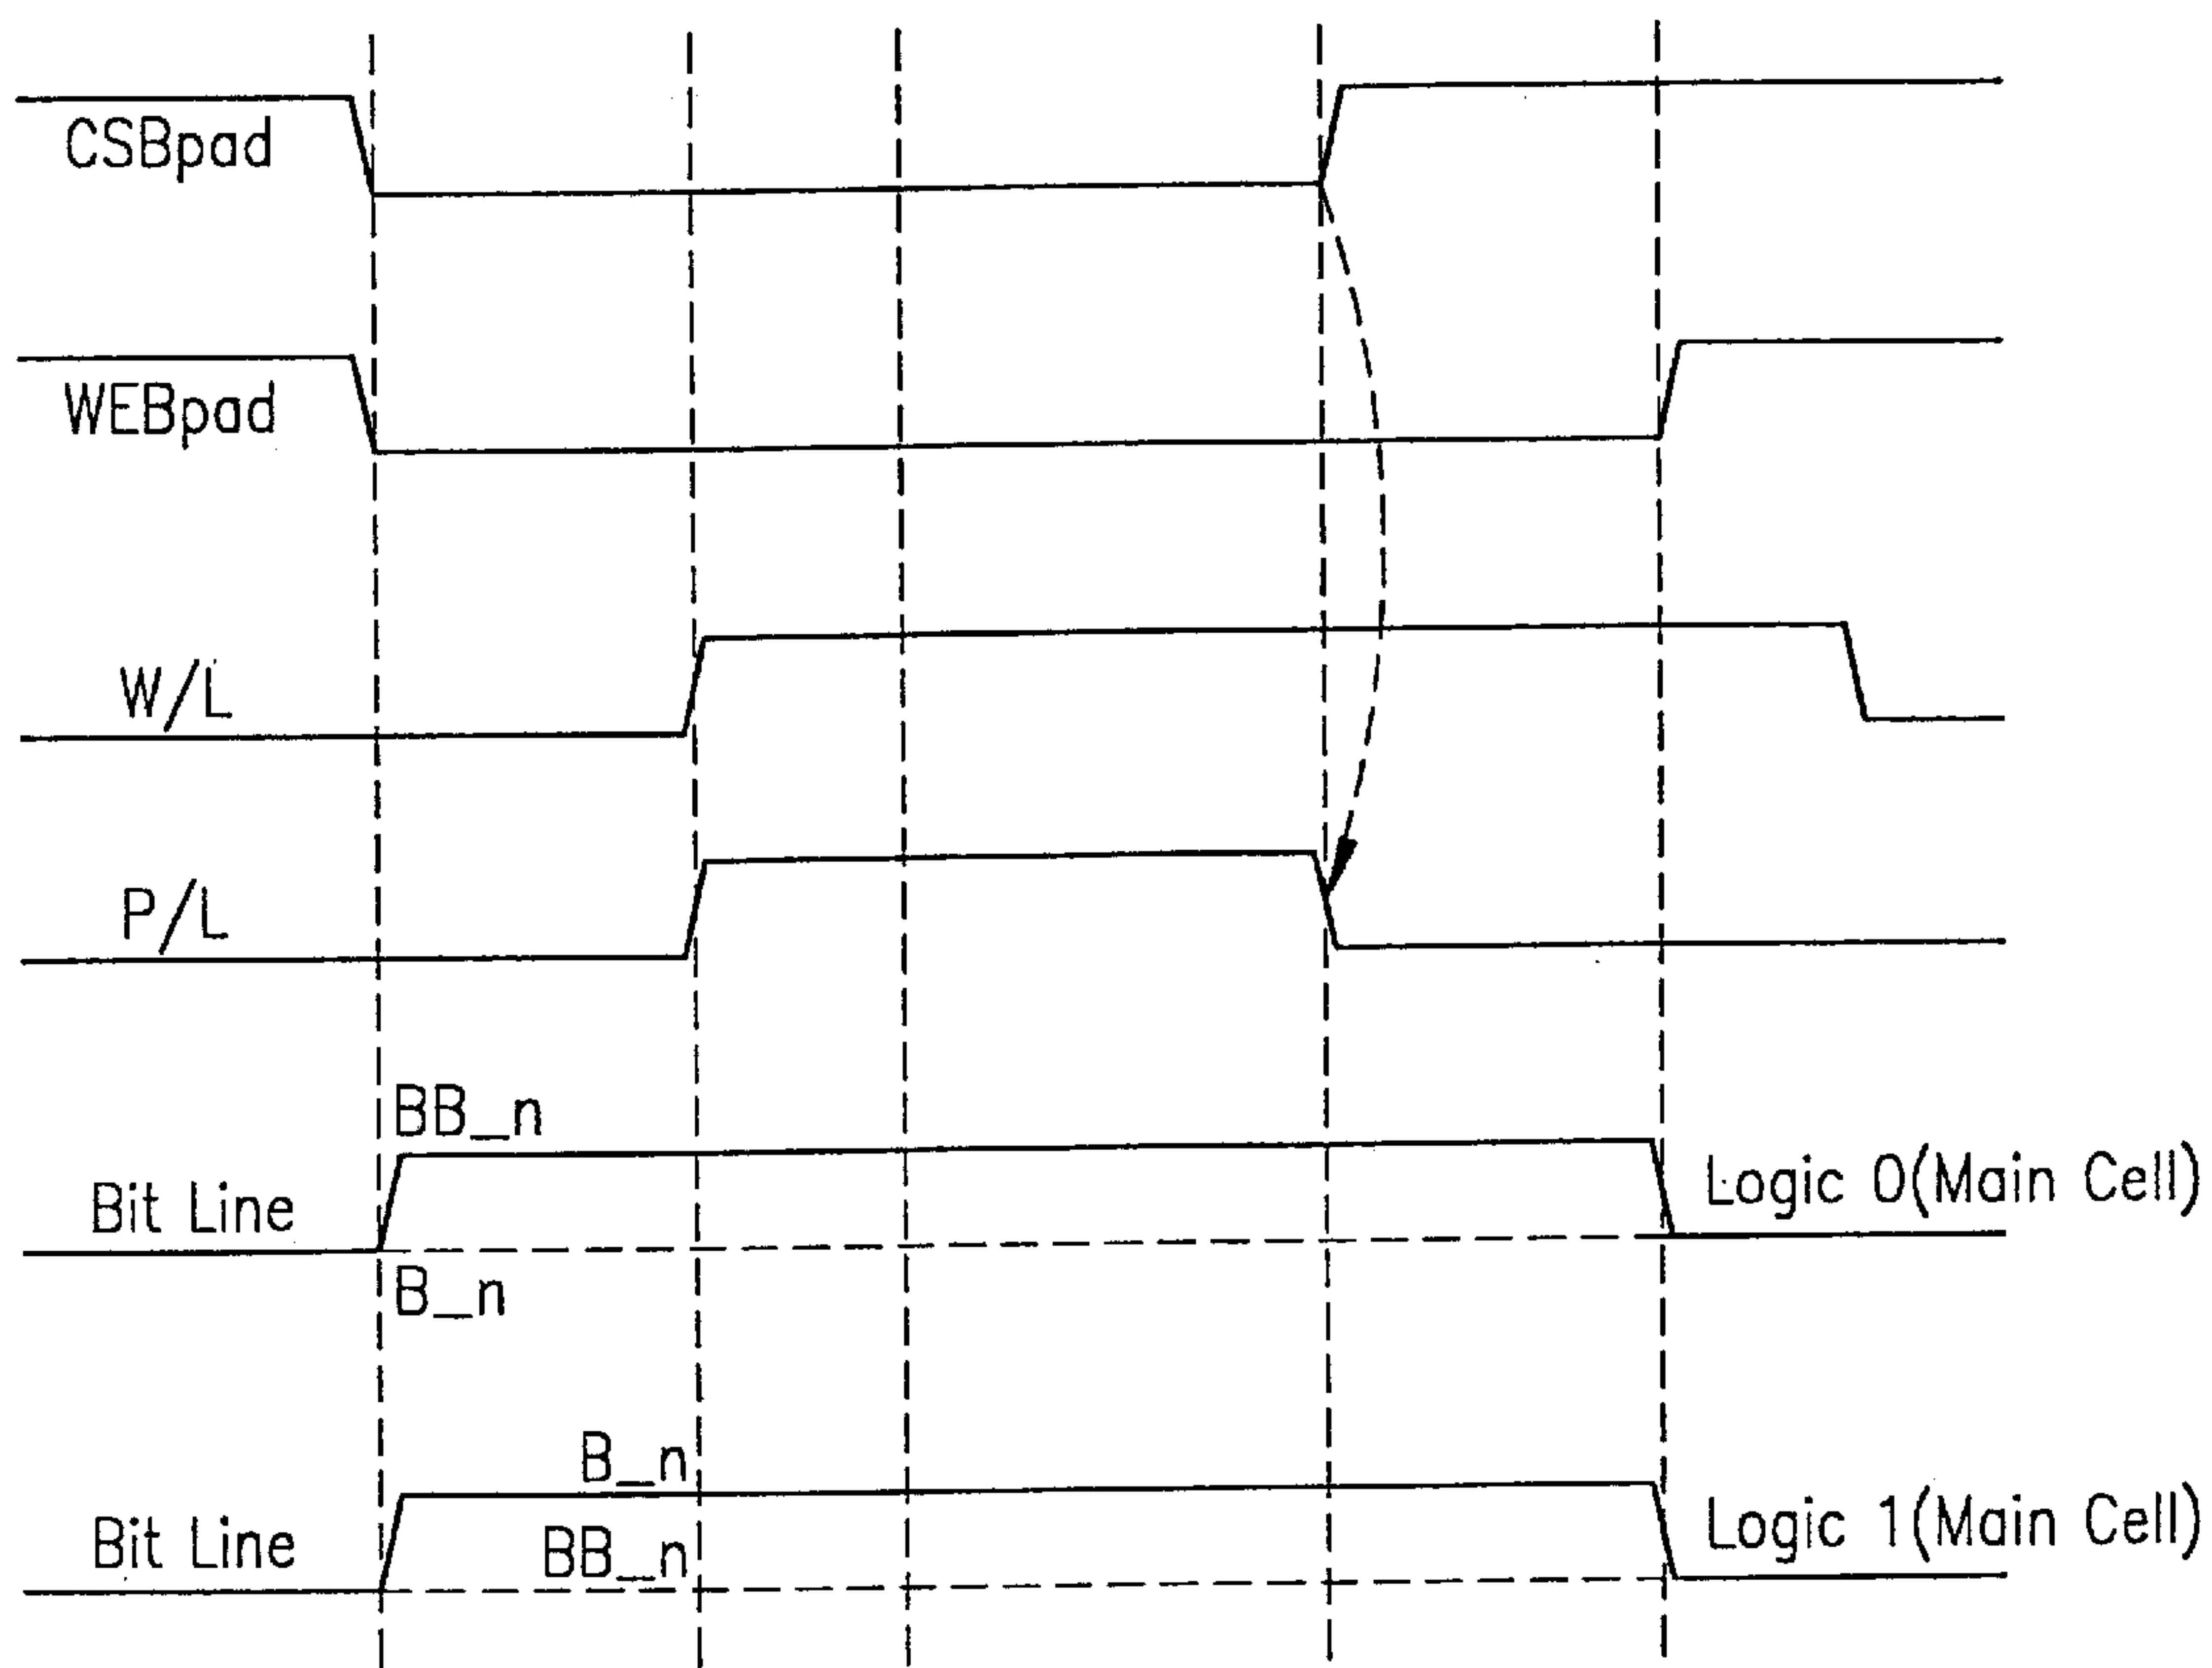 CSBpad
WEBpad
W/L
P/L
BB_n
Bit Line
Logic 0(Main Cell)
B_n
B_n
Bit Line
BB_n
Logic 1(Main Cell)